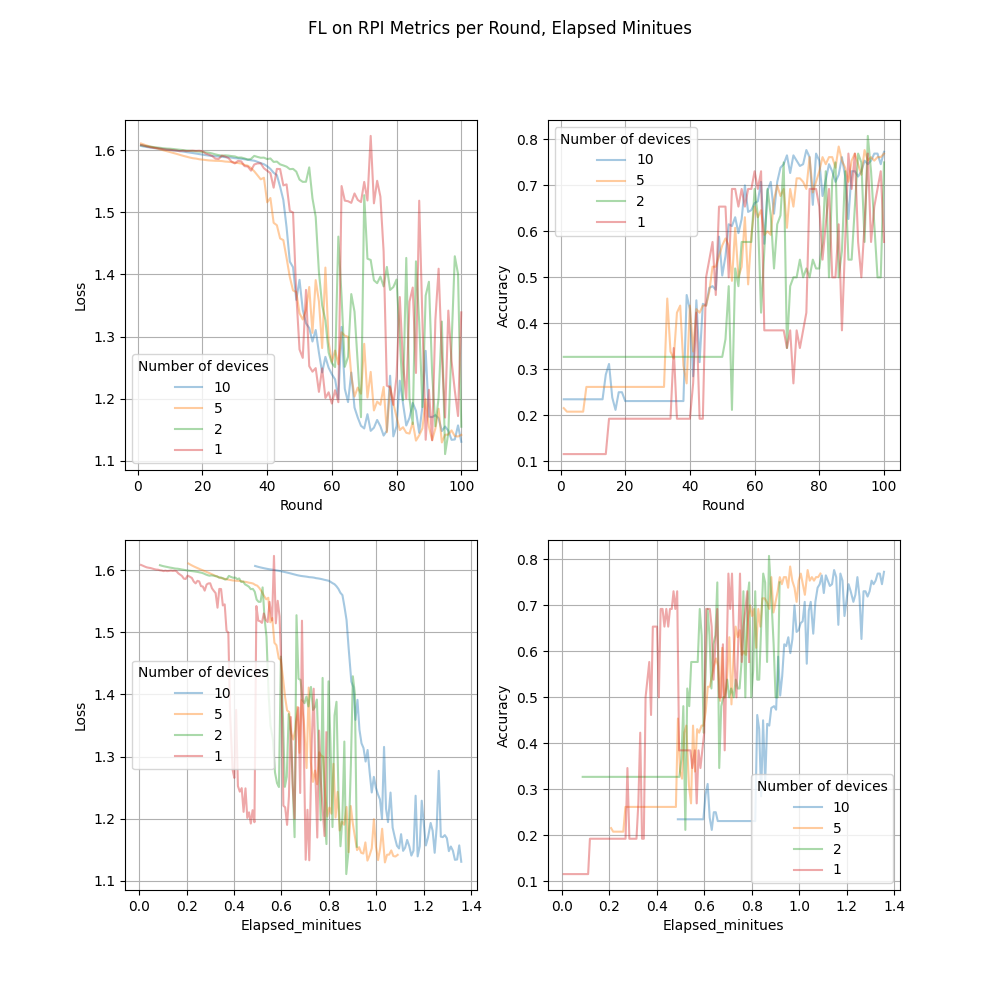 FL on RPI Metrics per Round, Elapsed Minitues
1.6
1.5
1.4
1.3
1.2
1.1
Loss
Number of devices
10
5
2
1
0 20 40 60 80 100
Round
0.8
0.7
0.6
0.5
0.4
0.3
0.2
0.1
Accuracy
Number of devices
10
5
2
1
0 20 40 60 80 100
Round
1.6
1.5
1.4
1.3
1.2
1.1
Loss
Number of devices
10
5
2
1
0.0 0.2 0.4 0.6 0.8 1.0 1.2 1.4
Elapsed_minitues
0.8
0.7
0.6
0.5
0.4
0.3
0.2
0.1
Accuracy
Number of devices
10
5
2
1
0.0 0.2 0.4 0.6 0.8 1.0 1.2 1.4
Elapsed_minitues